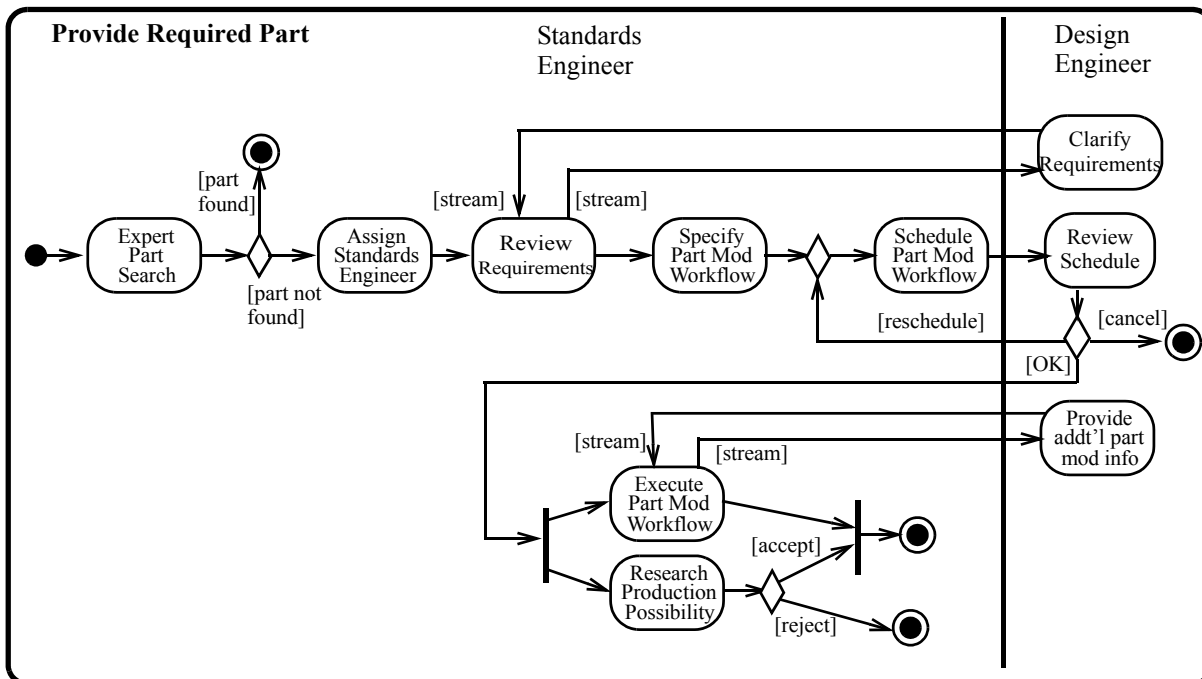 Provide Required Part
Standards
Engineer
Design
Engineer
Clarify
Requirements
[part
found]
[stream]
[stream]
Expert
Part
Search
Assign
Standards
Engineer
Review
Requirements
Specify
Part Mod
Workflow
Schedule
Part Mod
Workflow
Review
Schedule
[part not
found]
[reschedule]
[cancel]
[OK]
Provide
addt’l part
mod info
[stream]
[stream]
Execute
Part Mod
Workflow
[accept]
Research
Production
Possibility
[reject]